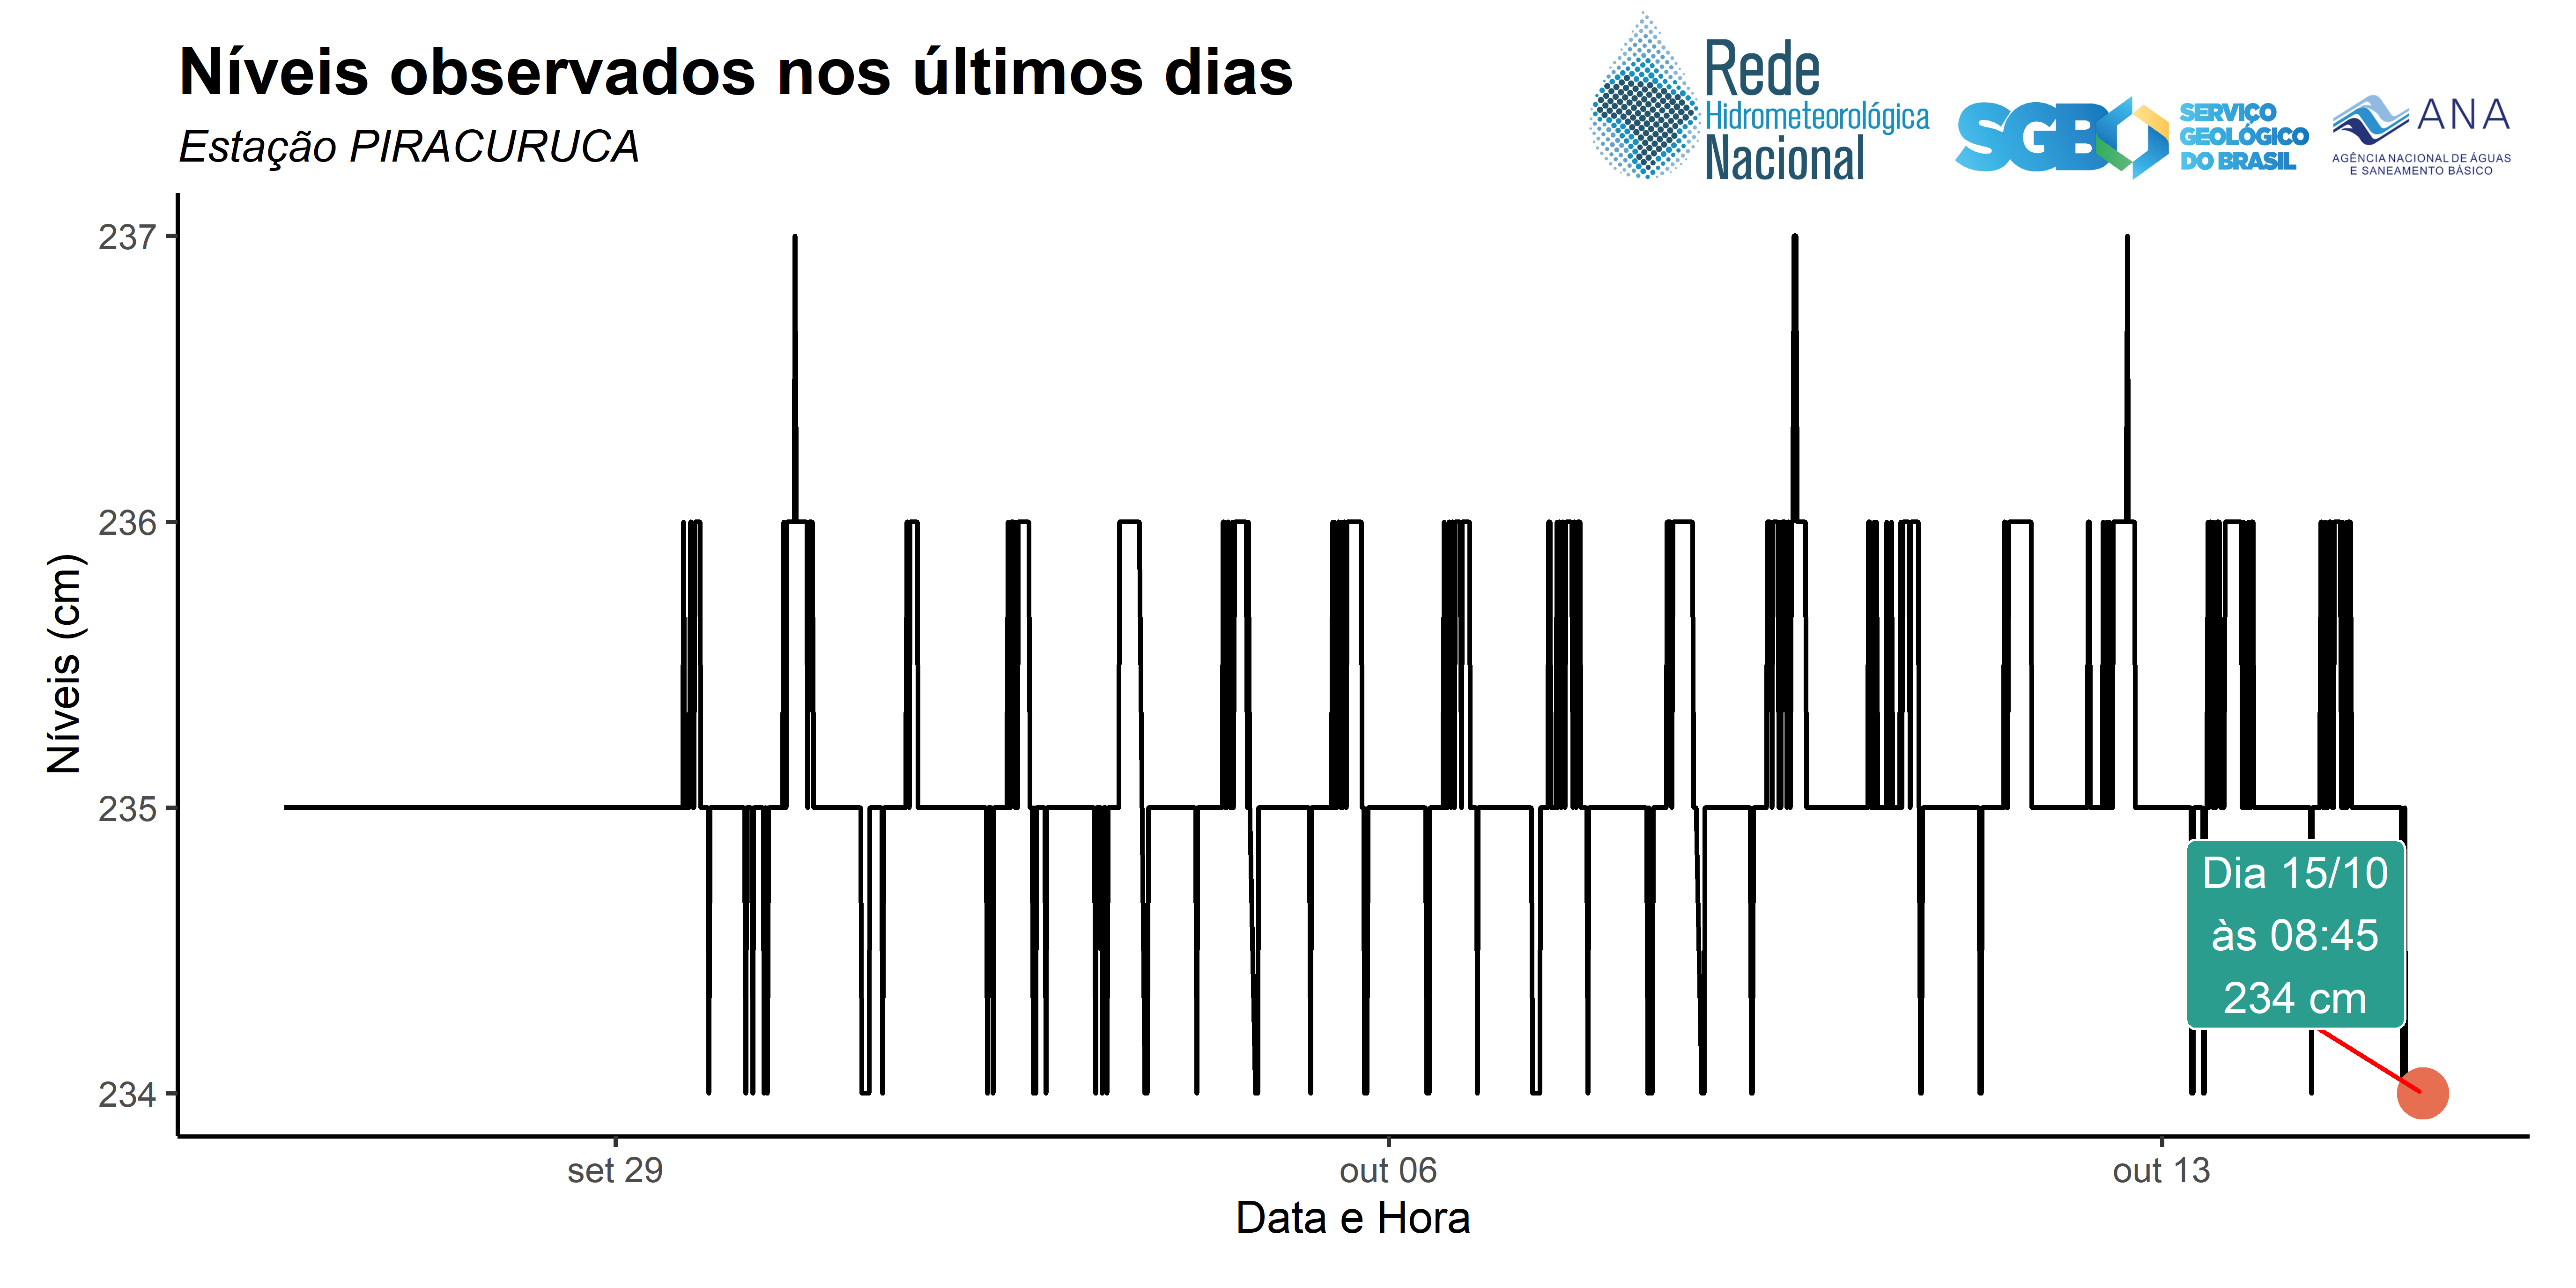 Níveis observados nos últimos dias
Estação PIRACURUCA
Rede
Hidrometeorológica
Nacional
SGB
SERVIÇO
GEOLÓGICO
DO BRASIL
ANA
AGÊNCIA NACIONAL DE ÁGUAS
E SANEAMENTO BÁSICO
Níveis (cm)
237
236
235
234
Dia 15/10
às 08:45
234 cm
set 29
out 06
out 13
Data e Hora